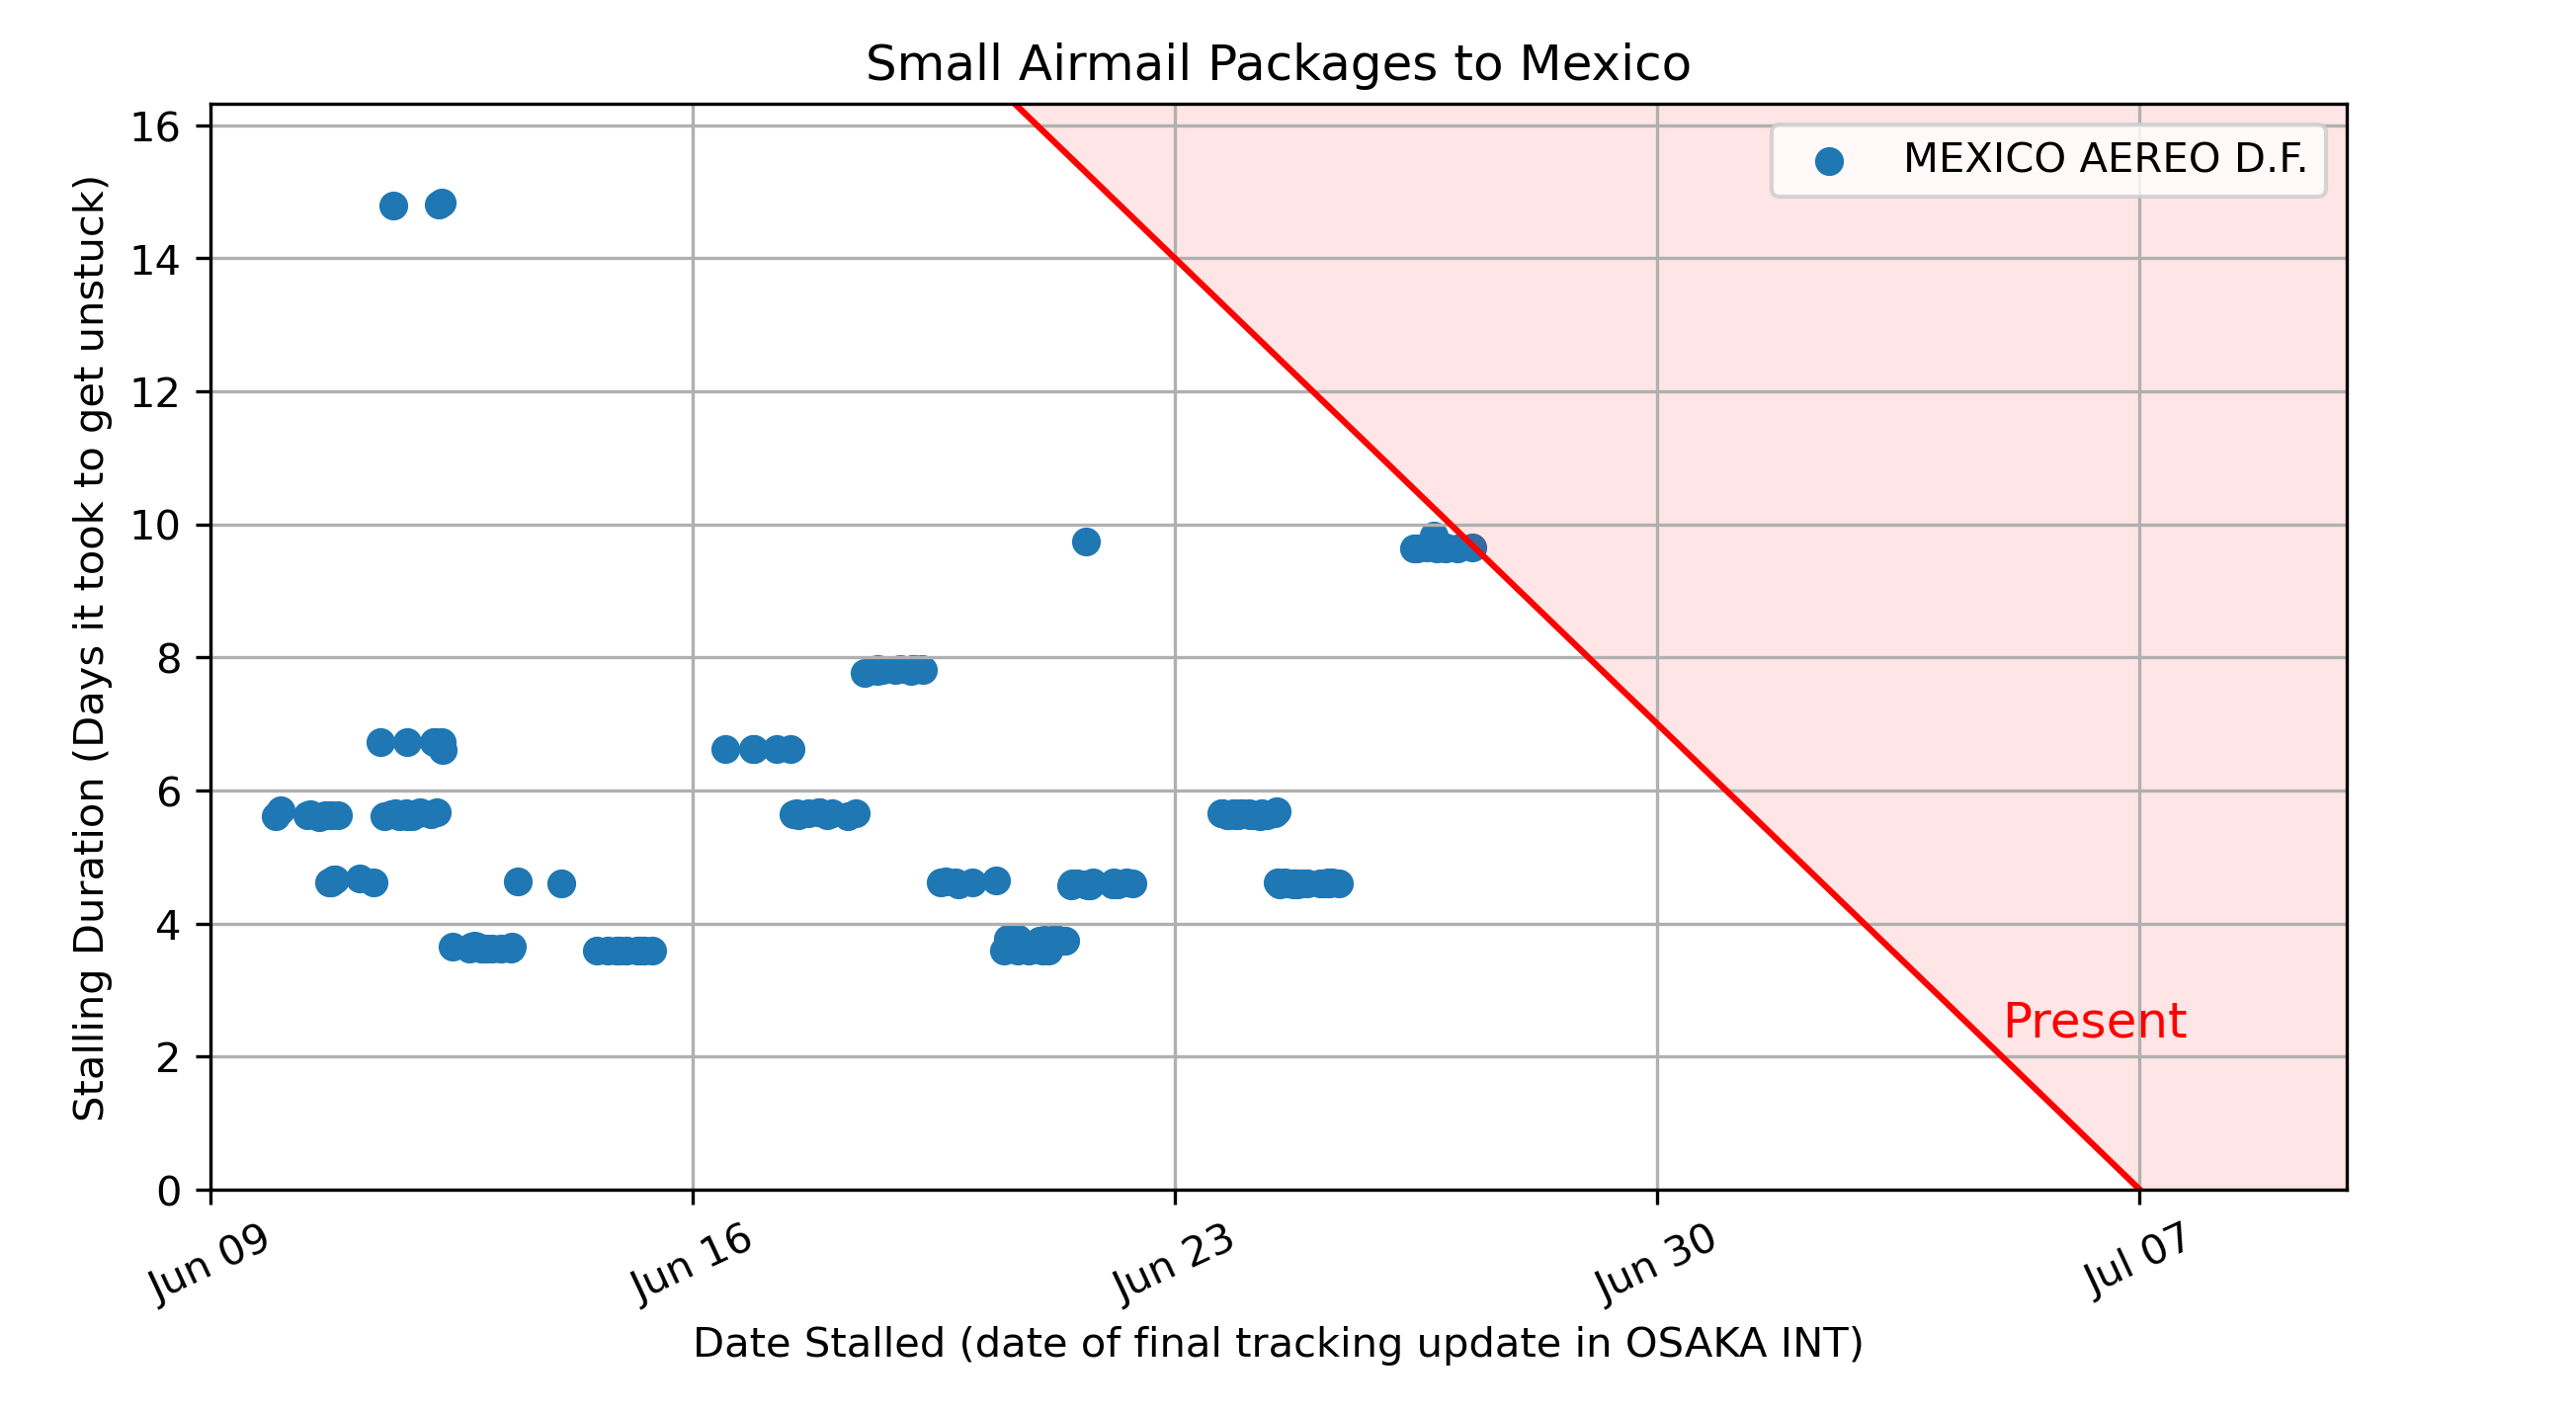 Small Airmail Packages to Mexico
MEXICO AEREO D.F.
Stalling Duration (Days it took to get unstuck)
16
14
12
10
8
6
4
2
0
Present
Jun 09
Jun 16
Jun 23
Jun 30
Jul 07
Date Stalled (date of final tracking update in OSAKA INT)